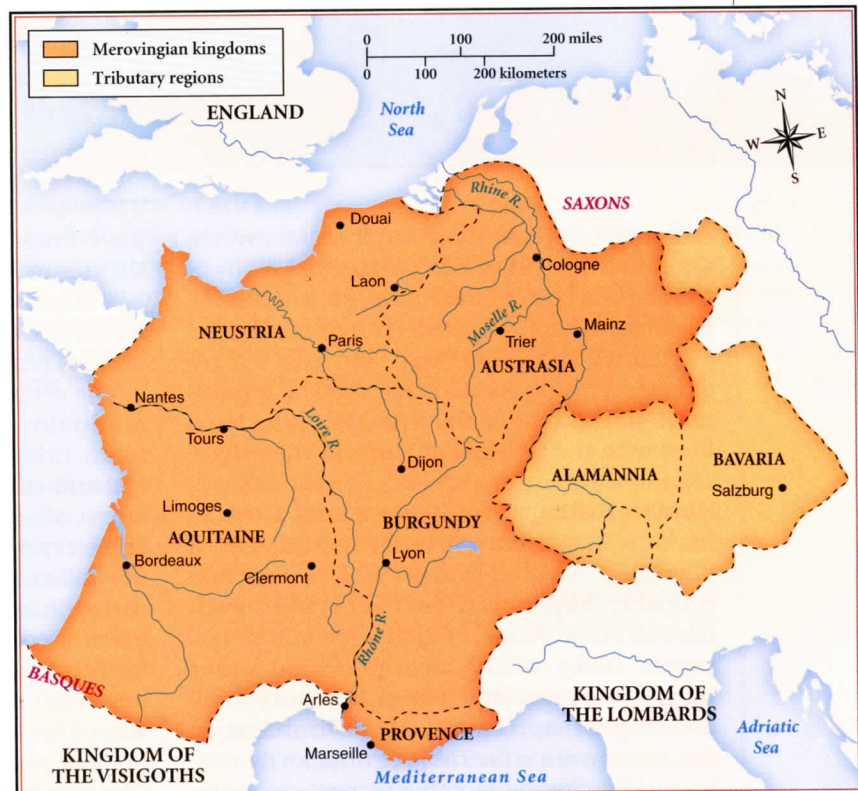 Merovingian kingdoms
Tributary regions
0 100 200 miles
0 100 200 kilometers
N
W E
S
ENGLAND
North
Sea
Rhine R.
SAXONS
Douai
Cologne
Laon
Moselle R.
NEUSTRIA
Paris
Trier
Mainz
AUSTRASIA
Nantes
Tours
Loire R.
Dijon
ALAMANNIA
BAVARIA
Salzburg
Limoges
AQUITAINE
BURGUNDY
Bordeaux
Clermont
Lyon
Rhône R.
BASQUES
Arles
KINGDOM OF
THE LOMBARDS
PROVENCE
Adriatic
Sea
KINGDOM OF
THE VISIGOTHS
Marseille
Mediterranean Sea